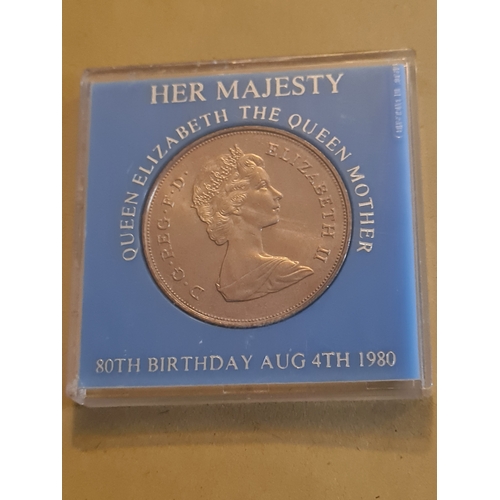 HER MAJESTY
QUEEN ELIZABETH THE QUEEN MOTHER
D·G·REG·F·D· ELIZABETH II
80TH BIRTHDAY AUG 4TH 1980